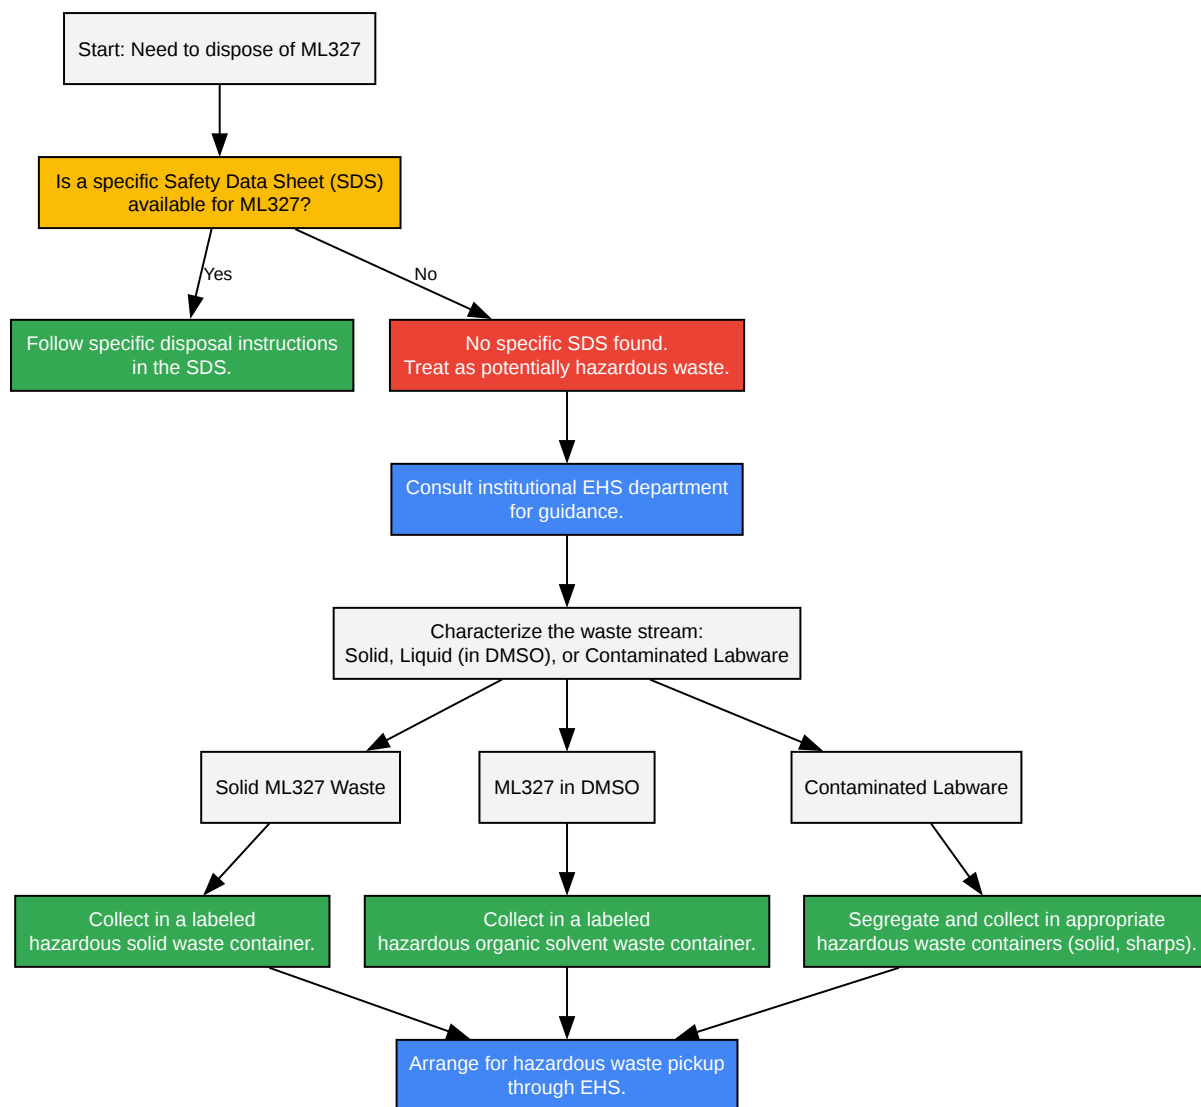 Start: Need to dispose of ML327
Is a specific Safety Data Sheet (SDS)
available for ML327?
Yes
No
Follow specific disposal instructions
in the SDS.
No specific SDS found.
Treat as potentially hazardous waste.
Consult institutional EHS department
for guidance.
Characterize the waste stream:
Solid, Liquid (in DMSO), or Contaminated Labware
Solid ML327 Waste
ML327 in DMSO
Contaminated Labware
Collect in a labeled
hazardous solid waste container.
Collect in a labeled
hazardous organic solvent waste container.
Segregate and collect in appropriate
hazardous waste containers (solid, sharps).
Arrange for hazardous waste pickup
through EHS.